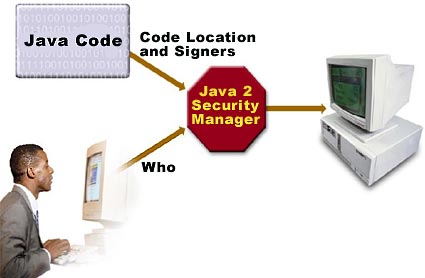 Java Code
Code Location
and Signers
Java 2
Security
Manager
Who